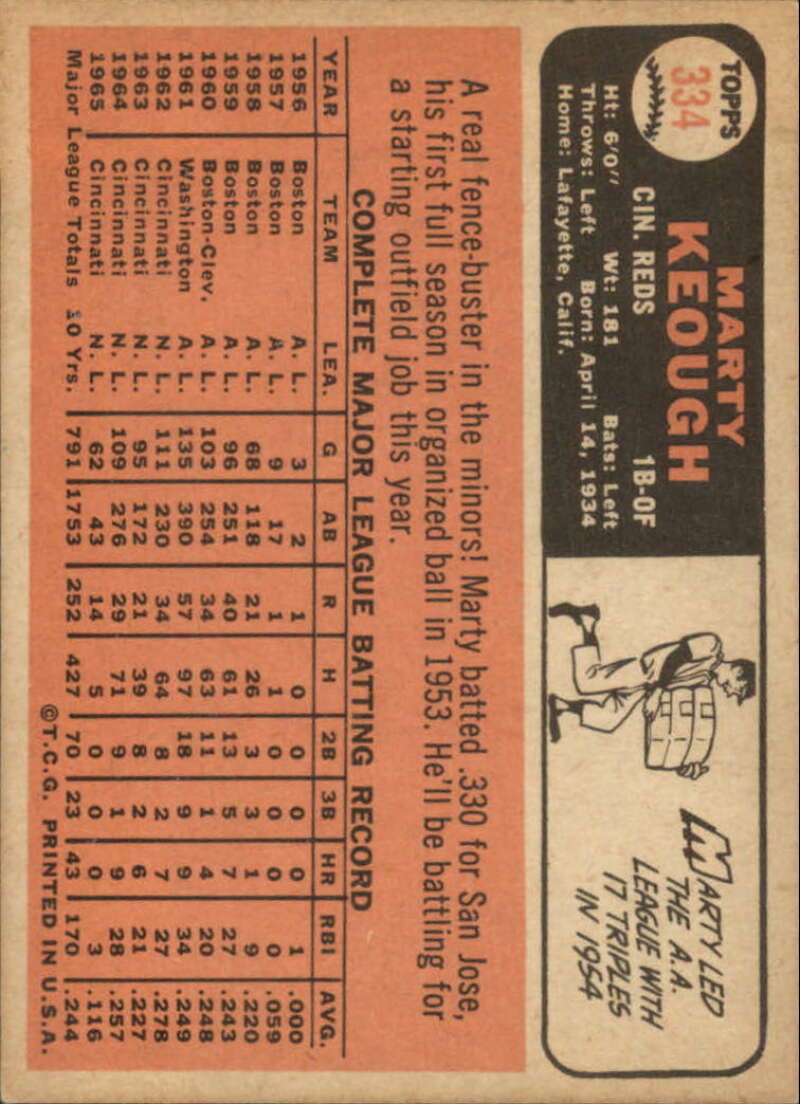 TOPPS
334
MARTY
KEOUGH
CIN. REDS 1B-OF
Ht: 6'0" Wt: 181 Bats: Left
Throws: Left Born: April 14, 1934
Home: Lafayette, Calif.
MARTY LED
THE A.A.
LEAGUE WITH
17 TRIPLES
IN 1954
A real fence-buster in the minors! Marty batted .330 for San Jose,
his first full season in organized ball in 1953. He'll be battling for
a starting outfield job this year.
COMPLETE MAJOR LEAGUE BATTING RECORD
YEAR TEAM LEA. G AB R H 2B 3B HR RBI AVG.
1956 Boston A. L. 3 2 1 0 0 0 0 1 .000
1957 Boston A. L. 9 17 1 1 0 0 0 0 .059
1958 Boston A. L. 68 118 21 26 3 3 1 9 .220
1959 Boston A. L. 96 251 40 61 13 5 7 27 .243
1960 Boston-Clev. A. L. 103 254 34 63 11 1 4 20 .248
1961 Washington A. L. 135 390 57 97 18 9 9 34 .249
1962 Cincinnati N. L. 111 230 34 64 8 2 7 27 .278
1963 Cincinnati N. L. 95 172 21 39 8 2 6 21 .227
1964 Cincinnati N. L. 109 276 29 71 9 1 9 28 .257
1965 Cincinnati N. L. 62 43 14 5 0 0 0 3 .116
Major League Totals 10 Yrs. 791 1753 252 427 70 23 43 170 .244
©T.C.G. PRINTED IN U.S.A.